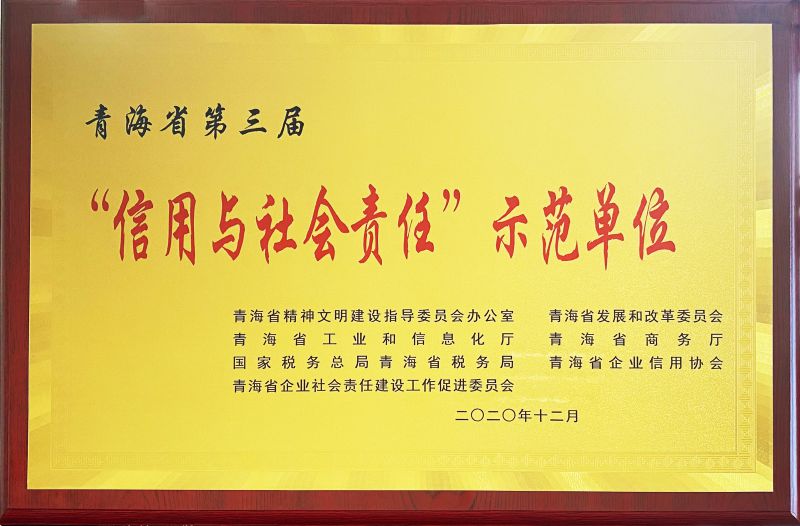 青海省第三届
“信用与社会责任”示范单位
青海省精神文明建设指导委员会办公室 青海省发展和改革委员会
青海省工业和信息化厅 青海省商务厅
国家税务总局青海省税务局 青海省企业信用协会
青海省企业社会责任建设工作促进委员会
二〇二〇年十二月